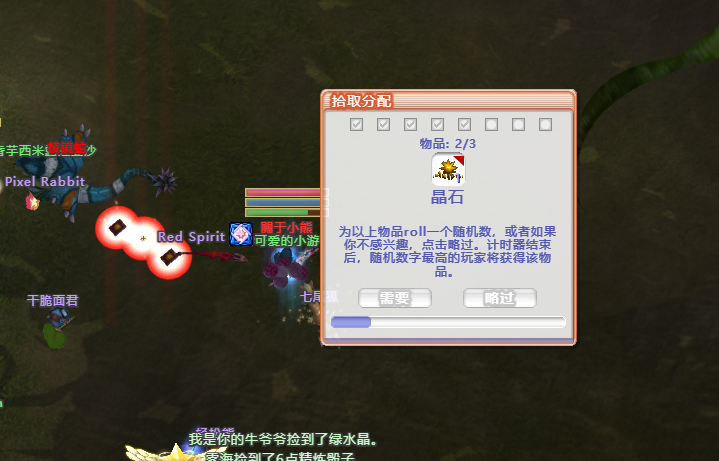 拾取分配
物品: 2/3
晶石
为以上物品roll一个随机数，或者如果
你不感兴趣，点击略过。计时器结束
后，随机数字最高的玩家将获得该物
品。
需要
略过
Pixel Rabbit
Red Spirit
關于小熊
可爱的小游
七尾狐
干脆面君
我是你的牛爷爷捡到了绿水晶。
捡到了6点精炼骰子